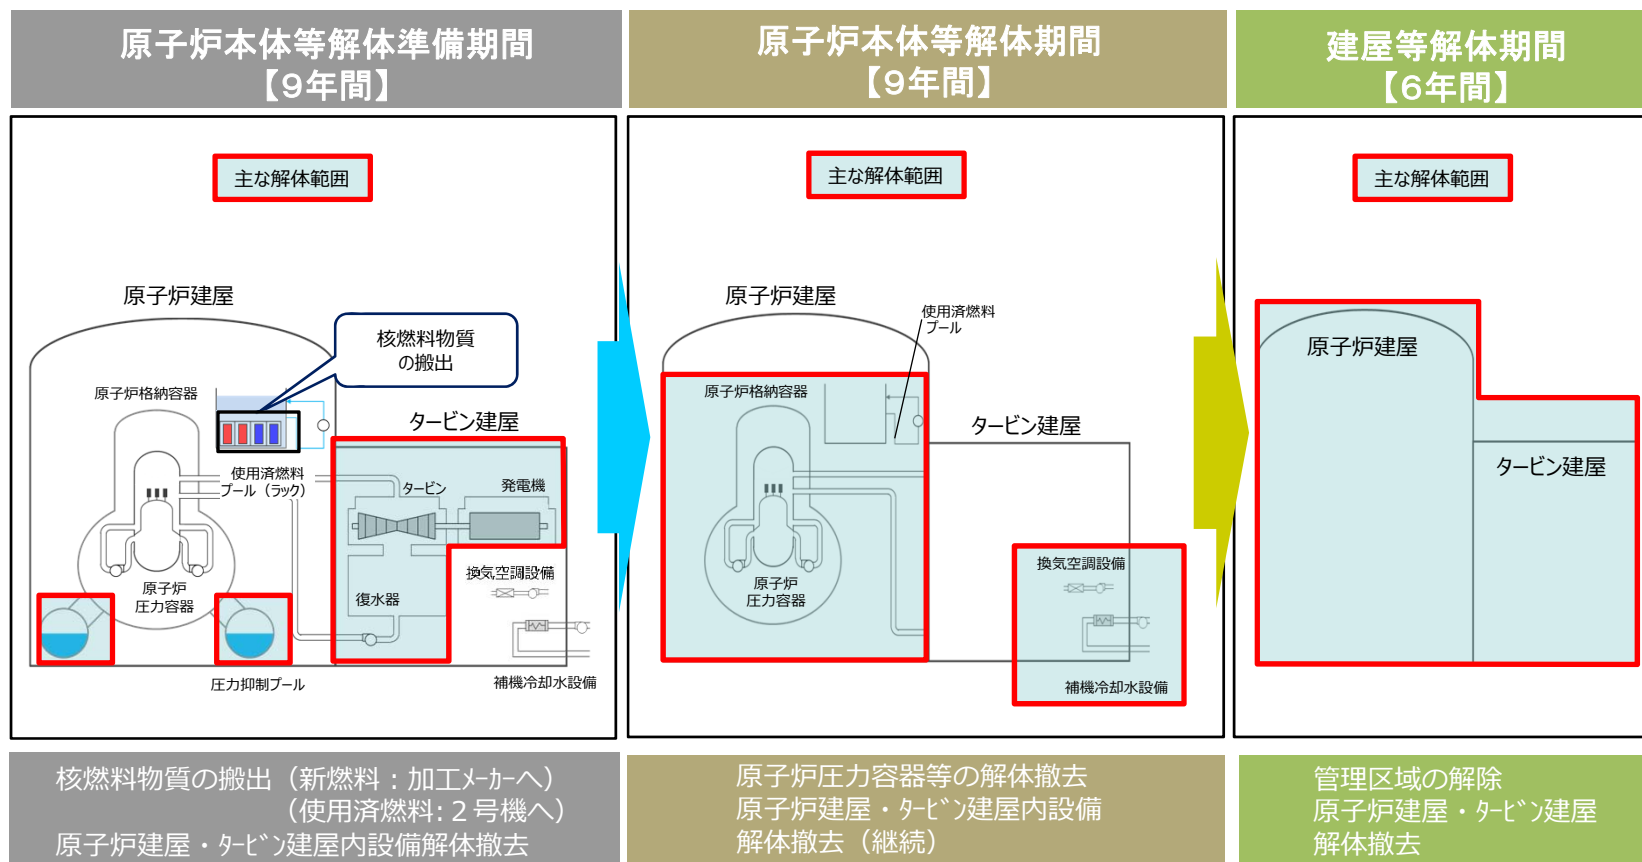 原子炉本体等解体準備期間
【9年間】
主な解体範囲
原子炉建屋
核燃料物質
の搬出
原子炉格納容器
タービン建屋
使用済燃料
プール（ラック）
タービン
発電機
換気空調設備
原子炉
圧力容器
復水器
圧力抑制プール
補機冷却水設備
核燃料物質の搬出（新燃料：加工ﾒｰｶｰへ）
（使用済燃料:２号機へ）
原子炉建屋・ﾀｰﾋﾞﾝ建屋内設備解体撤去
原子炉本体等解体期間
【9年間】
主な解体範囲
原子炉建屋
使用済燃料
プール
原子炉格納容器
タービン建屋
換気空調設備
原子炉
圧力容器
補機冷却水設備
原子炉圧力容器等の解体撤去
原子炉建屋・ﾀｰﾋﾞﾝ建屋内設備
解体撤去（継続）
建屋等解体期間
【6年間】
主な解体範囲
原子炉建屋
タービン建屋
管理区域の解除
原子炉建屋・ﾀｰﾋﾞﾝ建屋
解体撤去